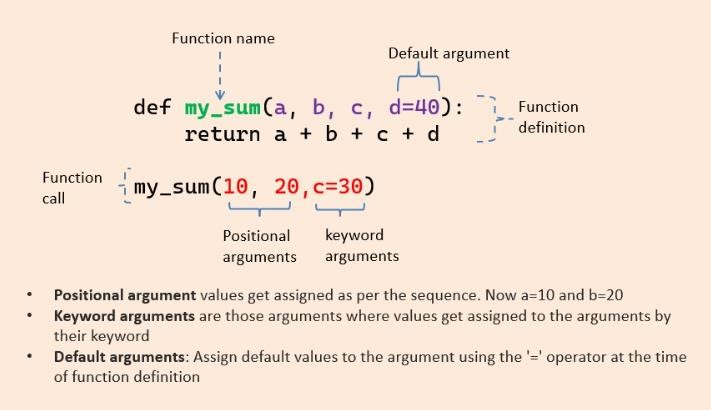 Function name
Default argument
def my_sum(a, b, c, d=40):
return a + b + c + d
Function
definition
Function
call
my_sum(10, 20,c=30)
Positional
arguments
keyword
arguments
• Positional argument values get assigned as per the sequence. Now a=10 and b=20
• Keyword arguments are those arguments where values get assigned to the arguments by
their keyword
• Default arguments: Assign default values to the argument using the '=' operator at the time
of function definition